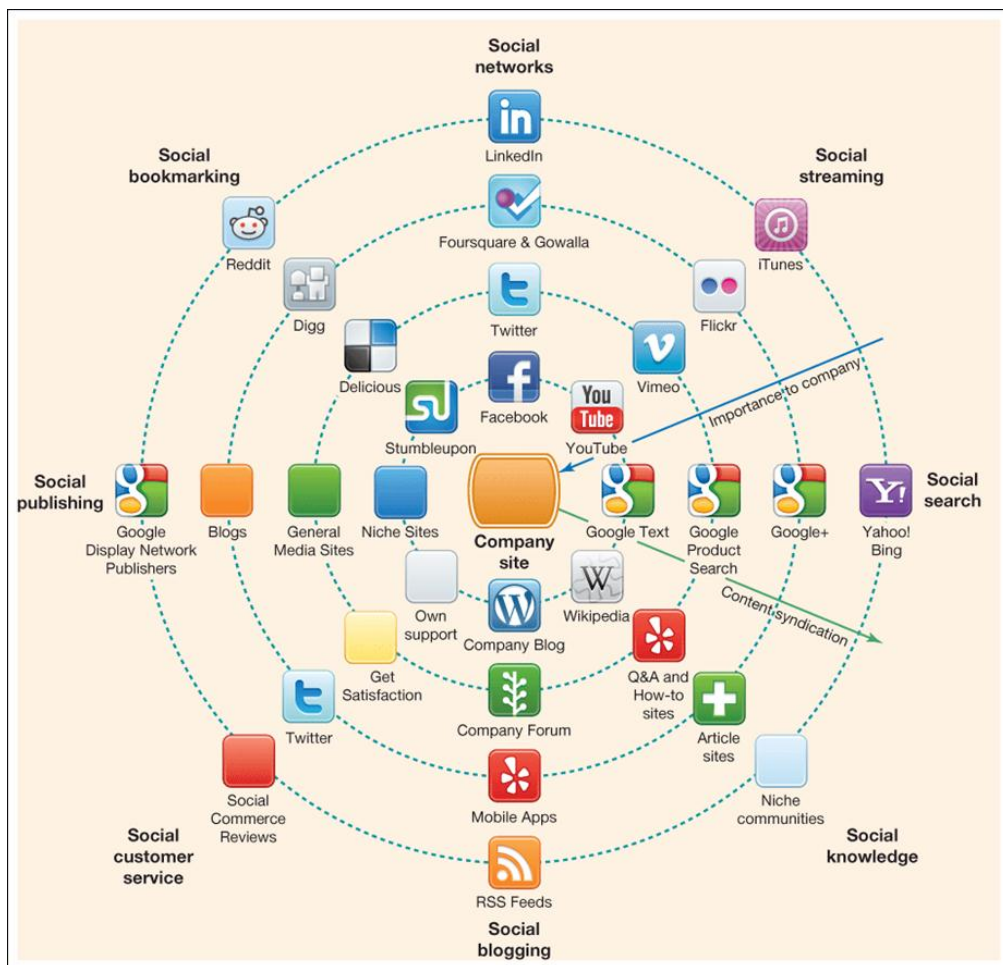 Social
networks
in
LinkedIn
Social
bookmarking
Social
streaming
Reddit
iTunes
Foursquare & Gowalla
Digg
Flickr
Twitter
Delicious
Vimeo
f
Facebook
You
Tube
Stumbleupon
YouTube
Importance to company
Social
publishing
Social
search
g
Google
Display Network
Publishers
Blogs
General
Media Sites
Niche Sites
Company
site
g
Google Text
g
Google
Product
Search
g
Google+
Y!
Yahoo!
Bing
Content syndication
Own
support
W
Company Blog
W
Wikipedia
Get
Satisfaction
Company Forum
Q&A and
How-to
sites
Twitter
Article
sites
Mobile Apps
Social
Commerce
Reviews
Niche
communities
Social
customer
service
Social
knowledge
RSS Feeds
Social
blogging